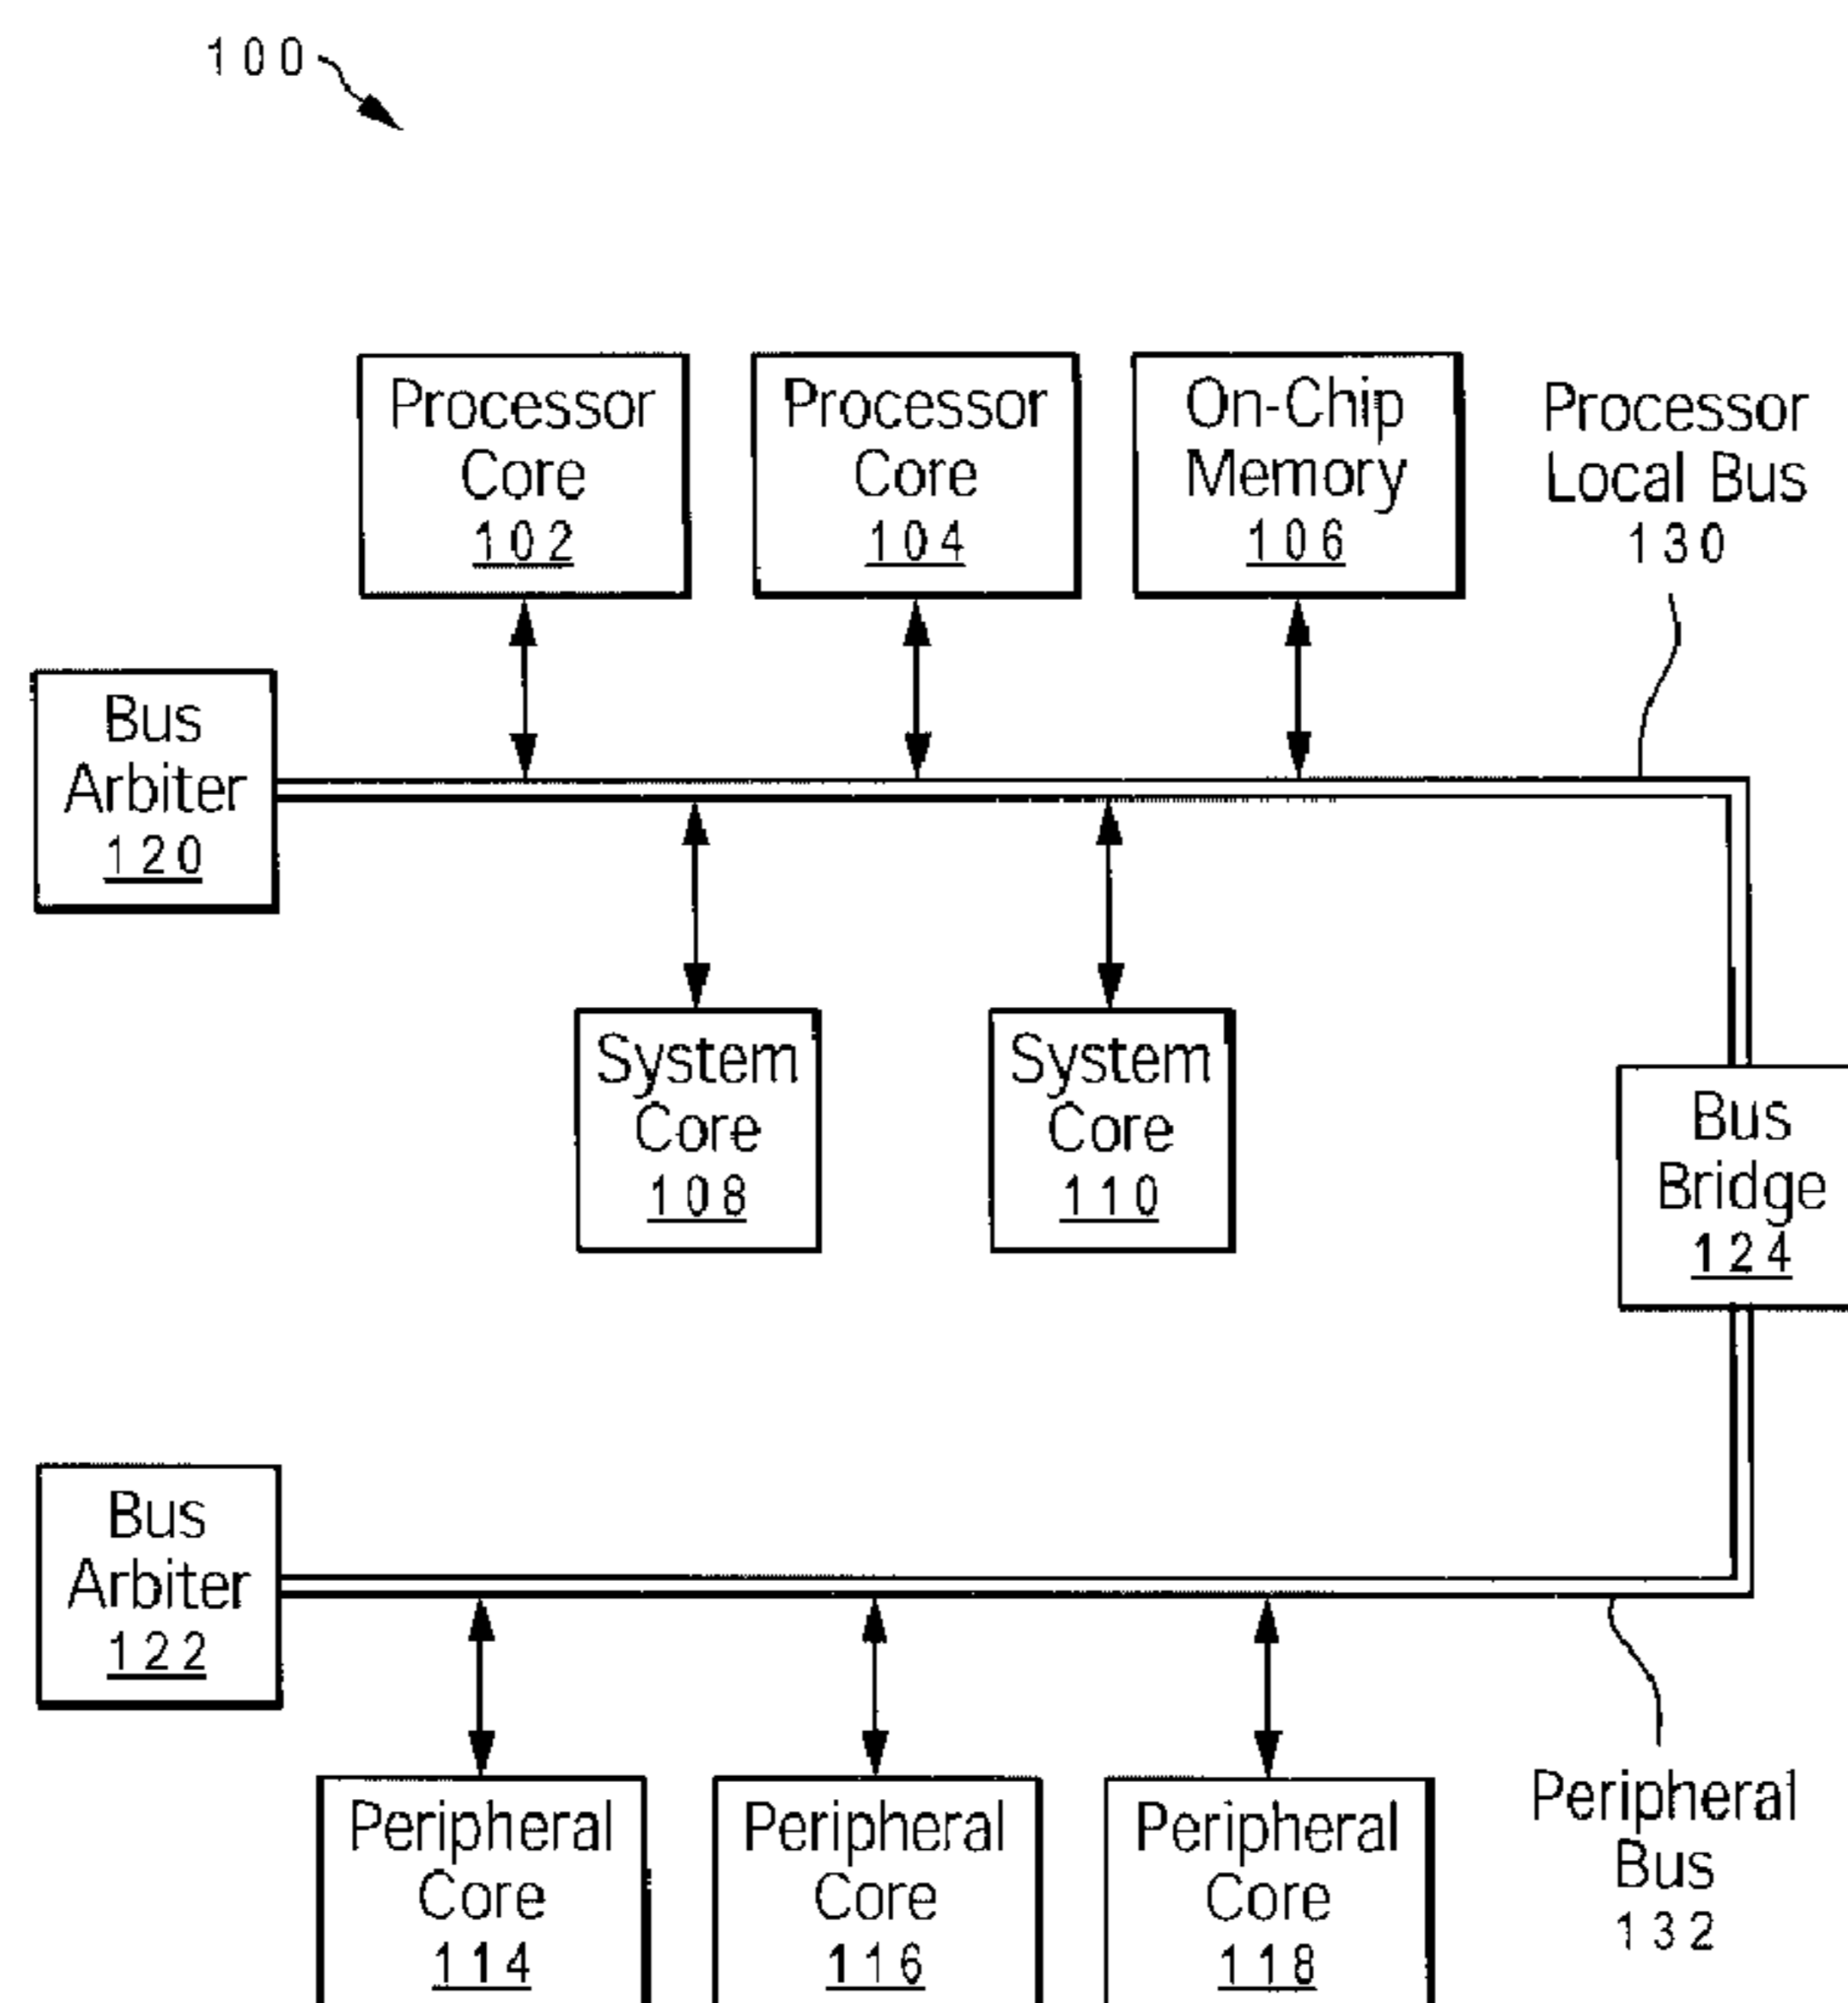 100
Processor
Core
102
Processor
Core
104
On-Chip
Memory
106
Processor
Local Bus
130
Bus
Arbiter
120
System
Core
108
System
Core
110
Bus
Bridge
124
Bus
Arbiter
122
Peripheral
Core
114
Peripheral
Core
116
Peripheral
Core
118
Peripheral
Bus
132